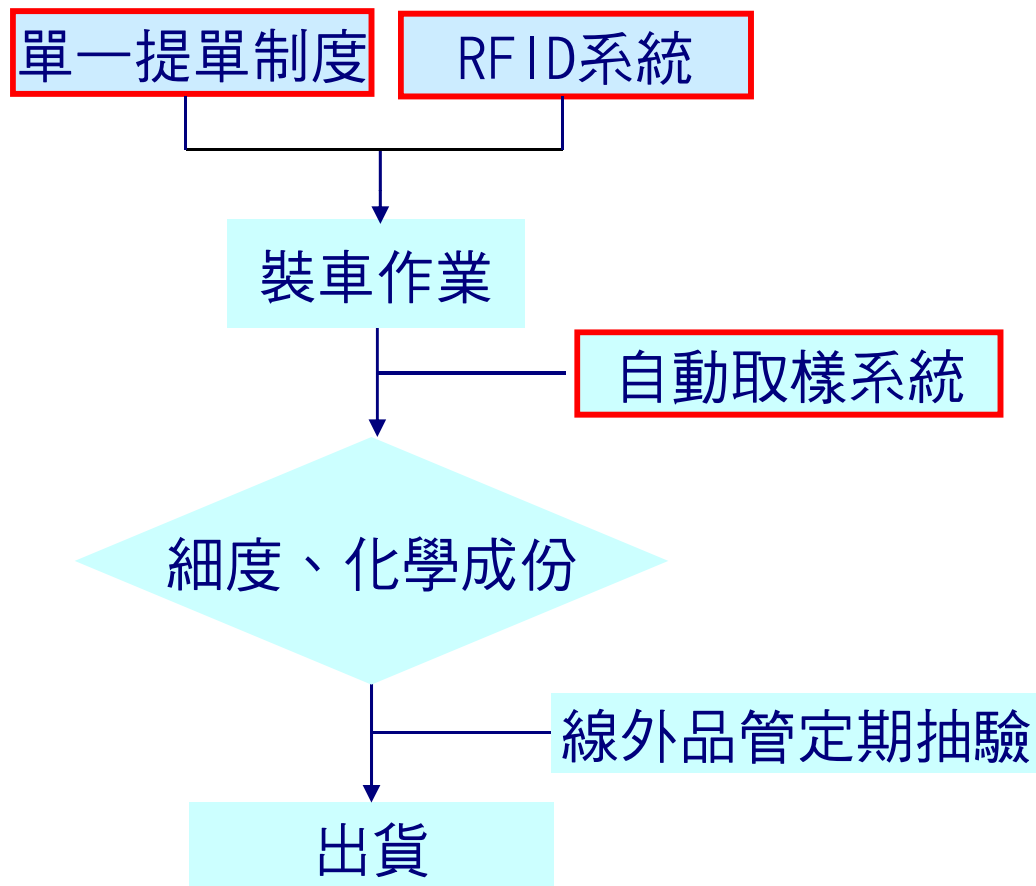 單一提單制度
RFID系統
裝車作業
自動取樣系統
細度、化學成份
線外品管定期抽驗
出貨